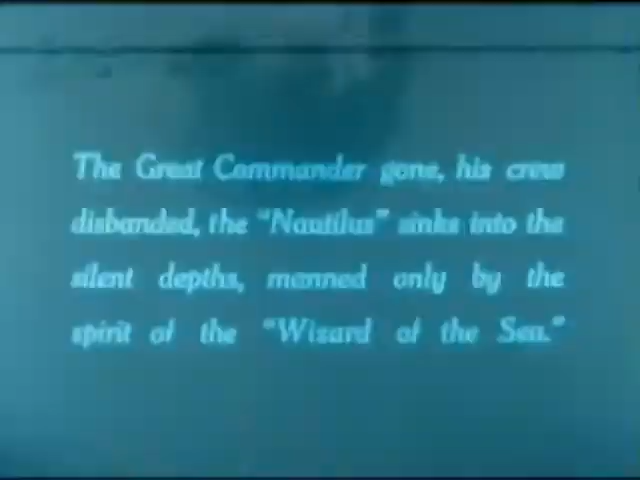 The Great Commander gone, his crew
disbanded, the "Nautilus" sinks into the
silent depths, manned only by the
spirit of the "Wizard of the Sea."